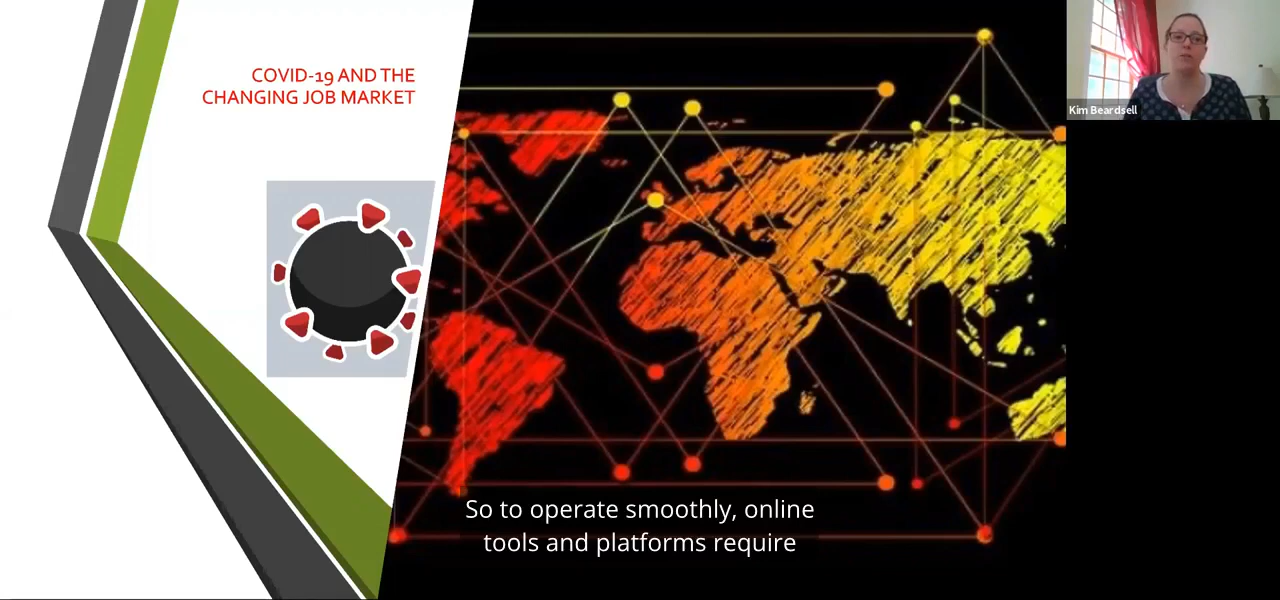 COVID-19 AND THE
CHANGING JOB MARKET
Kim Beardsell
So to operate smoothly, online
tools and platforms require